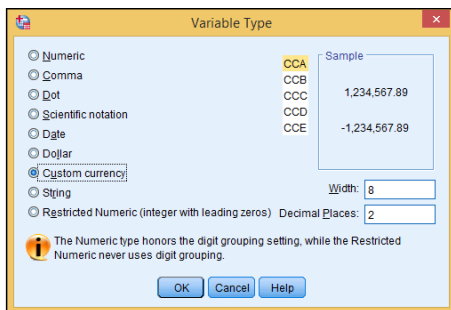 Variable Type
Numeric
Comma
Dot
Scientific notation
Date
Dollar
Custom currency
String
Restricted Numeric (integer with leading zeros)
CCA
CCB
CCC
CCD
CCE
Sample
1,234,567.89
-1,234,567.89
Width: 8
Decimal Places: 2
The Numeric type honors the digit grouping setting, while the Restricted
Numeric never uses digit grouping.
OK Cancel Help